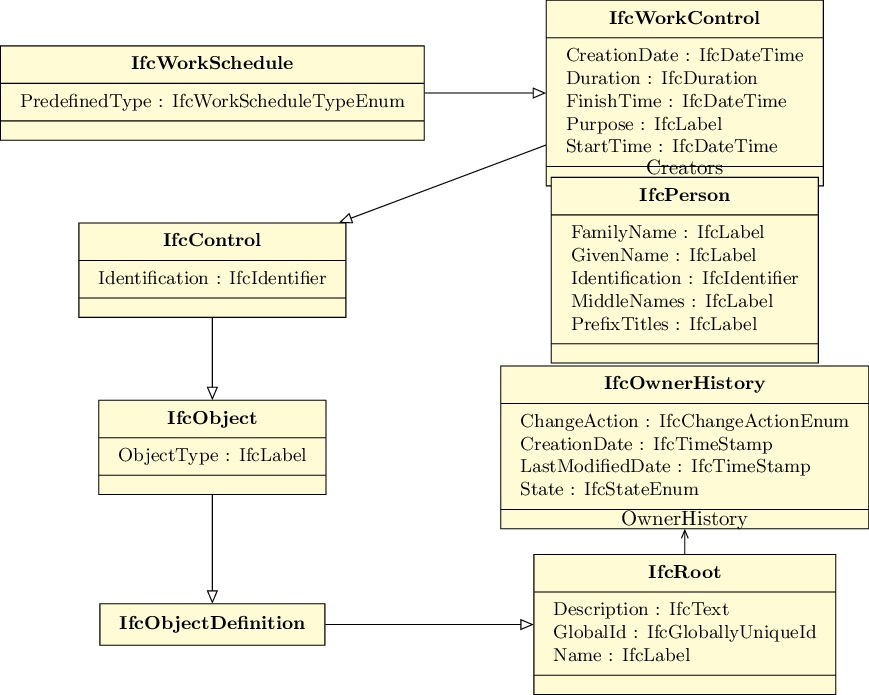 IfcWorkControl
CreationDate : IfcDateTime
Duration : IfcDuration
FinishTime : IfcDateTime
Purpose : IfcLabel
StartTime : IfcDateTime
Creators
IfcWorkSchedule
PredefinedType : IfcWorkScheduleTypeEnum
IfcPerson
FamilyName : IfcLabel
GivenName : IfcLabel
Identification : IfcIdentifier
MiddleNames : IfcLabel
PrefixTitles : IfcLabel
IfcControl
Identification : IfcIdentifier
IfcOwnerHistory
ChangeAction : IfcChangeActionEnum
CreationDate : IfcTimeStamp
LastModifiedDate : IfcTimeStamp
State : IfcStateEnum
OwnerHistory
IfcObject
ObjectType : IfcLabel
IfcObjectDefinition
IfcRoot
Description : IfcText
GlobalId : IfcGloballyUniqueId
Name : IfcLabel